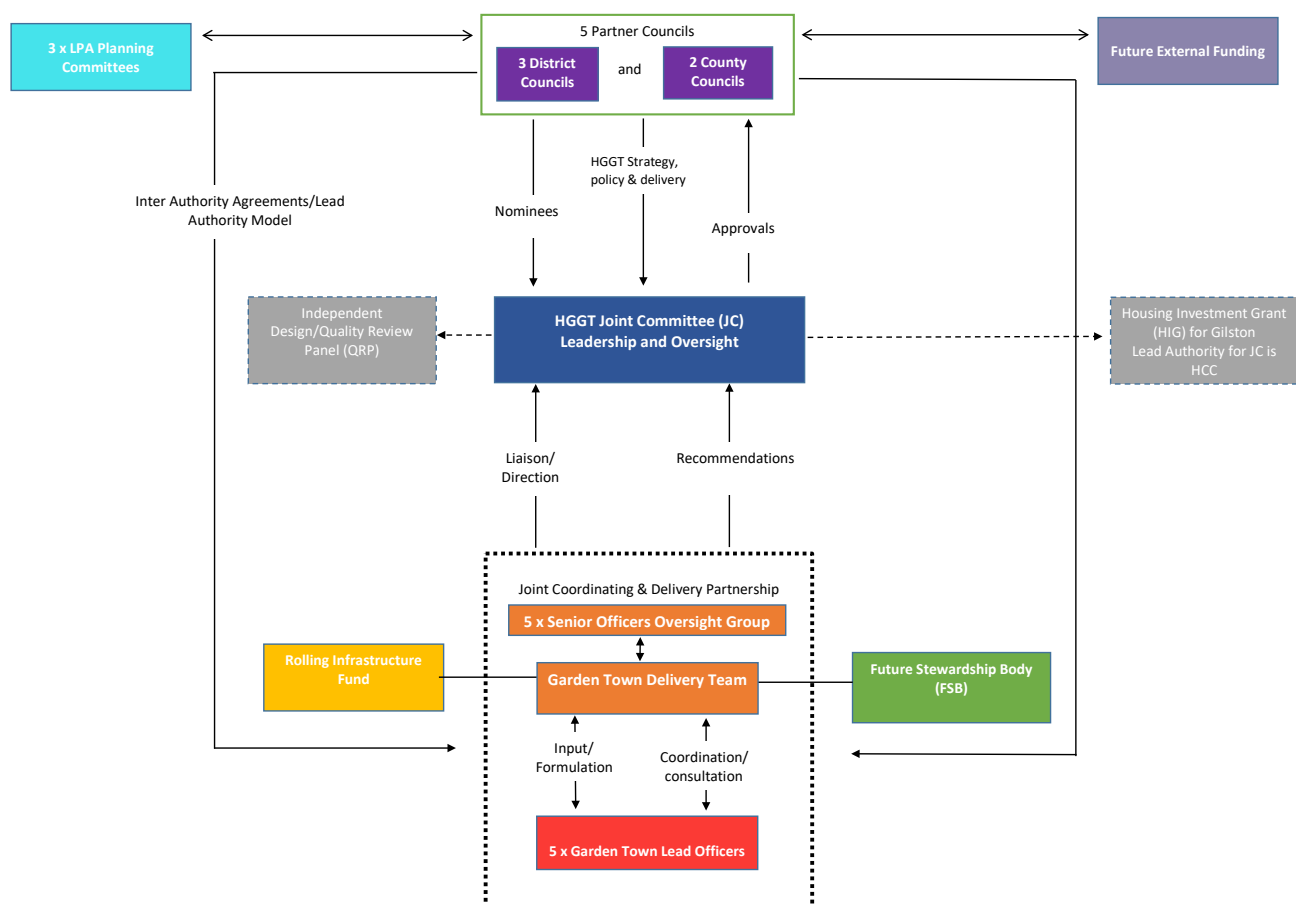 5 Partner Councils
3 x LPA Planning
Committees
3 District
Councils
and
2 County
Councils
Future External Funding
HGGT Strategy,
policy & delivery
Inter Authority Agreements/Lead
Authority Model
Nominees
Approvals
Independent
Design/Quality Review
Panel (QRP)
HGGT Joint Committee (JC)
Leadership and Oversight
Housing Investment Grant
(HIG) for Gilston
Lead Authority for JC is
HCC
Liaison/
Direction
Recommendations
Joint Coordinating & Delivery Partnership
5 x Senior Officers Oversight Group
Rolling Infrastructure
Fund
Garden Town Delivery Team
Future Stewardship Body
(FSB)
Input/
Formulation
Coordination/
consultation
5 x Garden Town Lead Officers